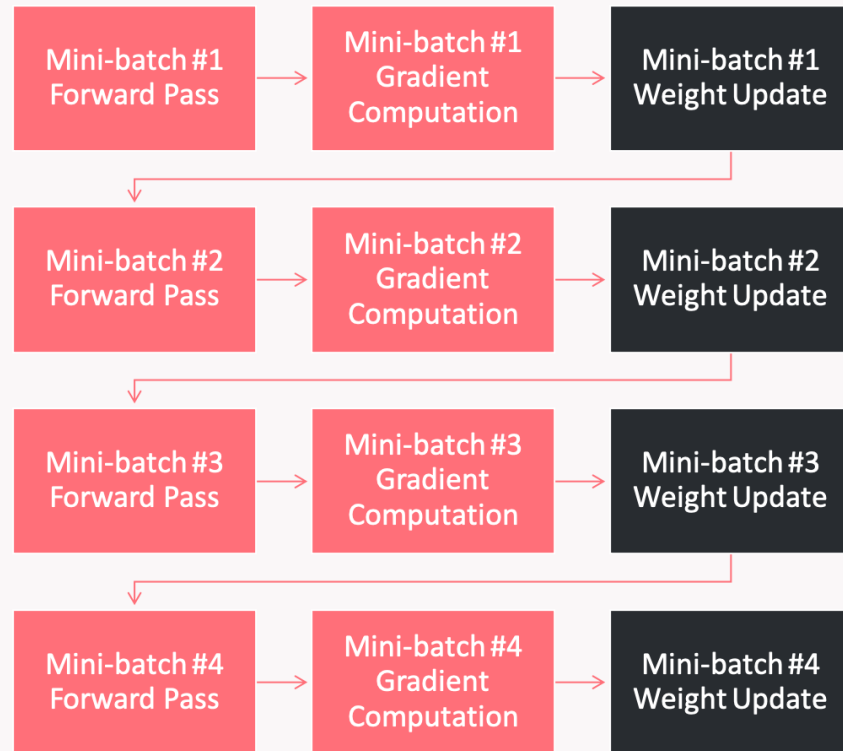 Mini-batch #1
Forward Pass
Mini-batch #1
Gradient
Computation
Mini-batch #1
Weight Update
Mini-batch #2
Forward Pass
Mini-batch #2
Gradient
Computation
Mini-batch #2
Weight Update
Mini-batch #3
Forward Pass
Mini-batch #3
Gradient
Computation
Mini-batch #3
Weight Update
Mini-batch #4
Forward Pass
Mini-batch #4
Gradient
Computation
Mini-batch #4
Weight Update